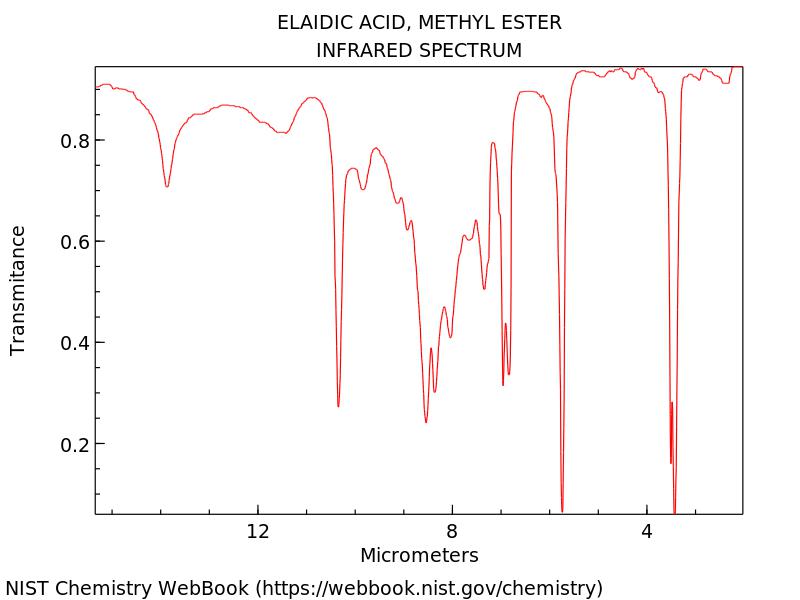 ELAIDIC ACID, METHYL ESTER
INFRARED SPECTRUM
0.8
0.6
0.4
0.2
Transmitance
12 8 4
Micrometers
NIST Chemistry WebBook (https://webbook.nist.gov/chemistry)